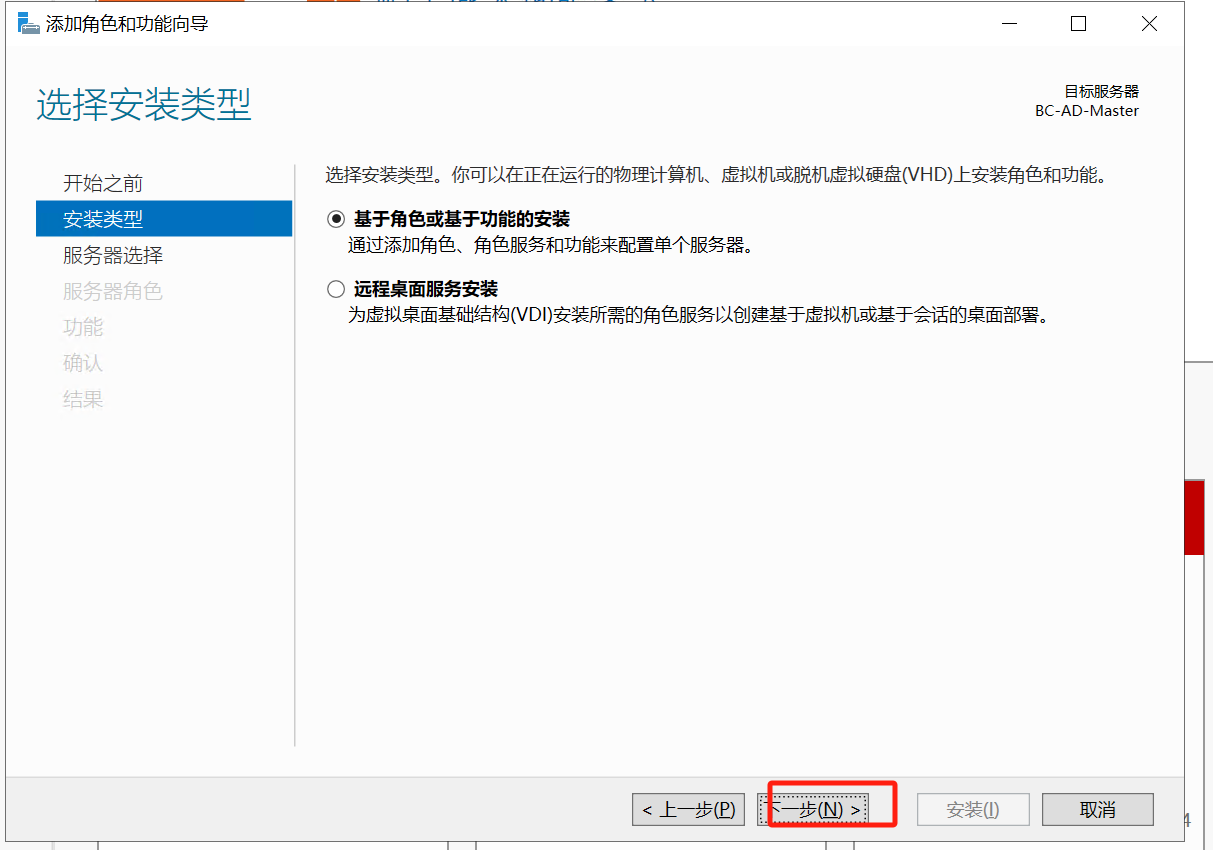 添加角色和功能向导
选择安装类型
目标服务器
BC-AD-Master
开始之前
安装类型
服务器选择
服务器角色
功能
确认
结果
选择安装类型。你可以在正在运行的物理计算机、虚拟机或脱机虚拟硬盘(VHD)上安装角色和功能。
基于角色或基于功能的安装
通过添加角色、角色服务和功能来配置单个服务器。
远程桌面服务安装
为虚拟桌面基础结构(VDI)安装所需的角色服务以创建基于虚拟机或基于会话的桌面部署。
< 上一步(P)
下一步(N) >
安装(I)
取消
4